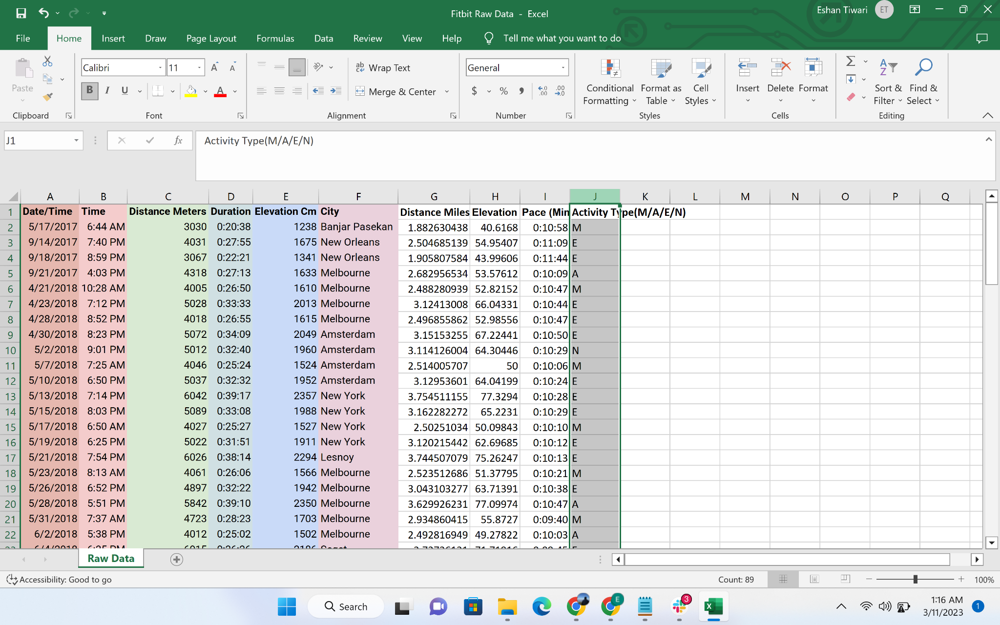 Fitbit Raw Data - Excel
Eshan Tiwari ET
File Home Insert Draw Page Layout Formulas Data Review View Help Tell me what you want to do
Paste
Clipboard
Calibri 11 A A
B I U A
Font
ab Wrap Text
Merge & Center
Alignment
General
$ % 9 .0 .00 .00 .0
Number
Conditional Formatting
Format as Table
Cell Styles
Styles
Insert Delete Format
Cells
Sort & Filter
Find & Select
Editing
J1 fx Activity Type(M/A/E/N)
A B C D E F G H I J K L M N O P Q
1 Date/Time Time Distance Meters Duration Elevation Cm City Distance Miles Elevation Pace (Min Activity Type(M/A/E/N)
2 5/17/2017 6:44 AM 3030 0:20:38 1238 Banjar Pasekan 1.882630438 40.6168 0:10:58 M
3 9/14/2017 7:40 PM 4031 0:27:55 1675 New Orleans 2.504685139 54.95407 0:11:09 E
4 9/18/2017 8:59 PM 3067 0:22:21 1341 New Orleans 1.905807584 43.99606 0:11:44 E
5 9/21/2017 4:03 PM 4318 0:27:13 1633 Melbourne 2.682956534 53.57612 0:10:09 A
6 4/21/2018 10:28 AM 4005 0:26:50 1610 Melbourne 2.488280939 52.82152 0:10:47 M
7 4/23/2018 7:12 PM 5028 0:33:33 2013 Melbourne 3.12413008 66.04331 0:10:44 E
8 4/28/2018 8:52 PM 4018 0:26:55 1615 Melbourne 2.496855862 52.98556 0:10:47 E
9 4/30/2018 8:23 PM 5072 0:34:09 2049 Amsterdam 3.15153255 67.22441 0:10:50 E
10 5/2/2018 9:01 PM 5012 0:32:40 1960 Amsterdam 3.114126004 64.30446 0:10:29 N
11 5/7/2018 7:25 AM 4046 0:25:24 1524 Amsterdam 2.514005707 50 0:10:06 M
12 5/10/2018 6:50 PM 5037 0:32:32 1952 Amsterdam 3.12953601 64.04199 0:10:24 E
13 5/13/2018 7:14 PM 6042 0:39:17 2357 New York 3.754511155 77.3294 0:10:28 E
14 5/15/2018 8:03 PM 5089 0:33:08 1988 New York 3.162282272 65.2231 0:10:29 E
15 5/17/2018 6:50 AM 4027 0:25:27 1527 New York 2.50251034 50.09843 0:10:10 M
16 5/19/2018 6:25 PM 5022 0:31:51 1911 New York 3.120215442 62.69685 0:10:12 E
17 5/21/2018 7:54 PM 6026 0:38:14 2294 Lesnoy 3.744507079 75.26247 0:10:13 E
18 5/23/2018 8:13 AM 4061 0:26:06 1566 Melbourne 2.523512686 51.37795 0:10:21 M
19 5/26/2018 6:52 PM 4897 0:32:22 1942 Melbourne 3.043103277 63.71391 0:10:38 E
20 5/28/2018 5:51 PM 5842 0:39:10 2350 Melbourne 3.629926231 77.09974 0:10:47 A
21 5/31/2018 7:37 AM 4723 0:28:23 1703 Melbourne 2.934860415 55.8727 0:09:40 M
22 6/2/2018 5:38 PM 4012 0:25:02 1502 Melbourne 2.492816949 49.27822 0:10:03 A
Raw Data
Accessibility: Good to go Count: 89 100%
Search E 3 X 1:16 AM
3/11/2023 1